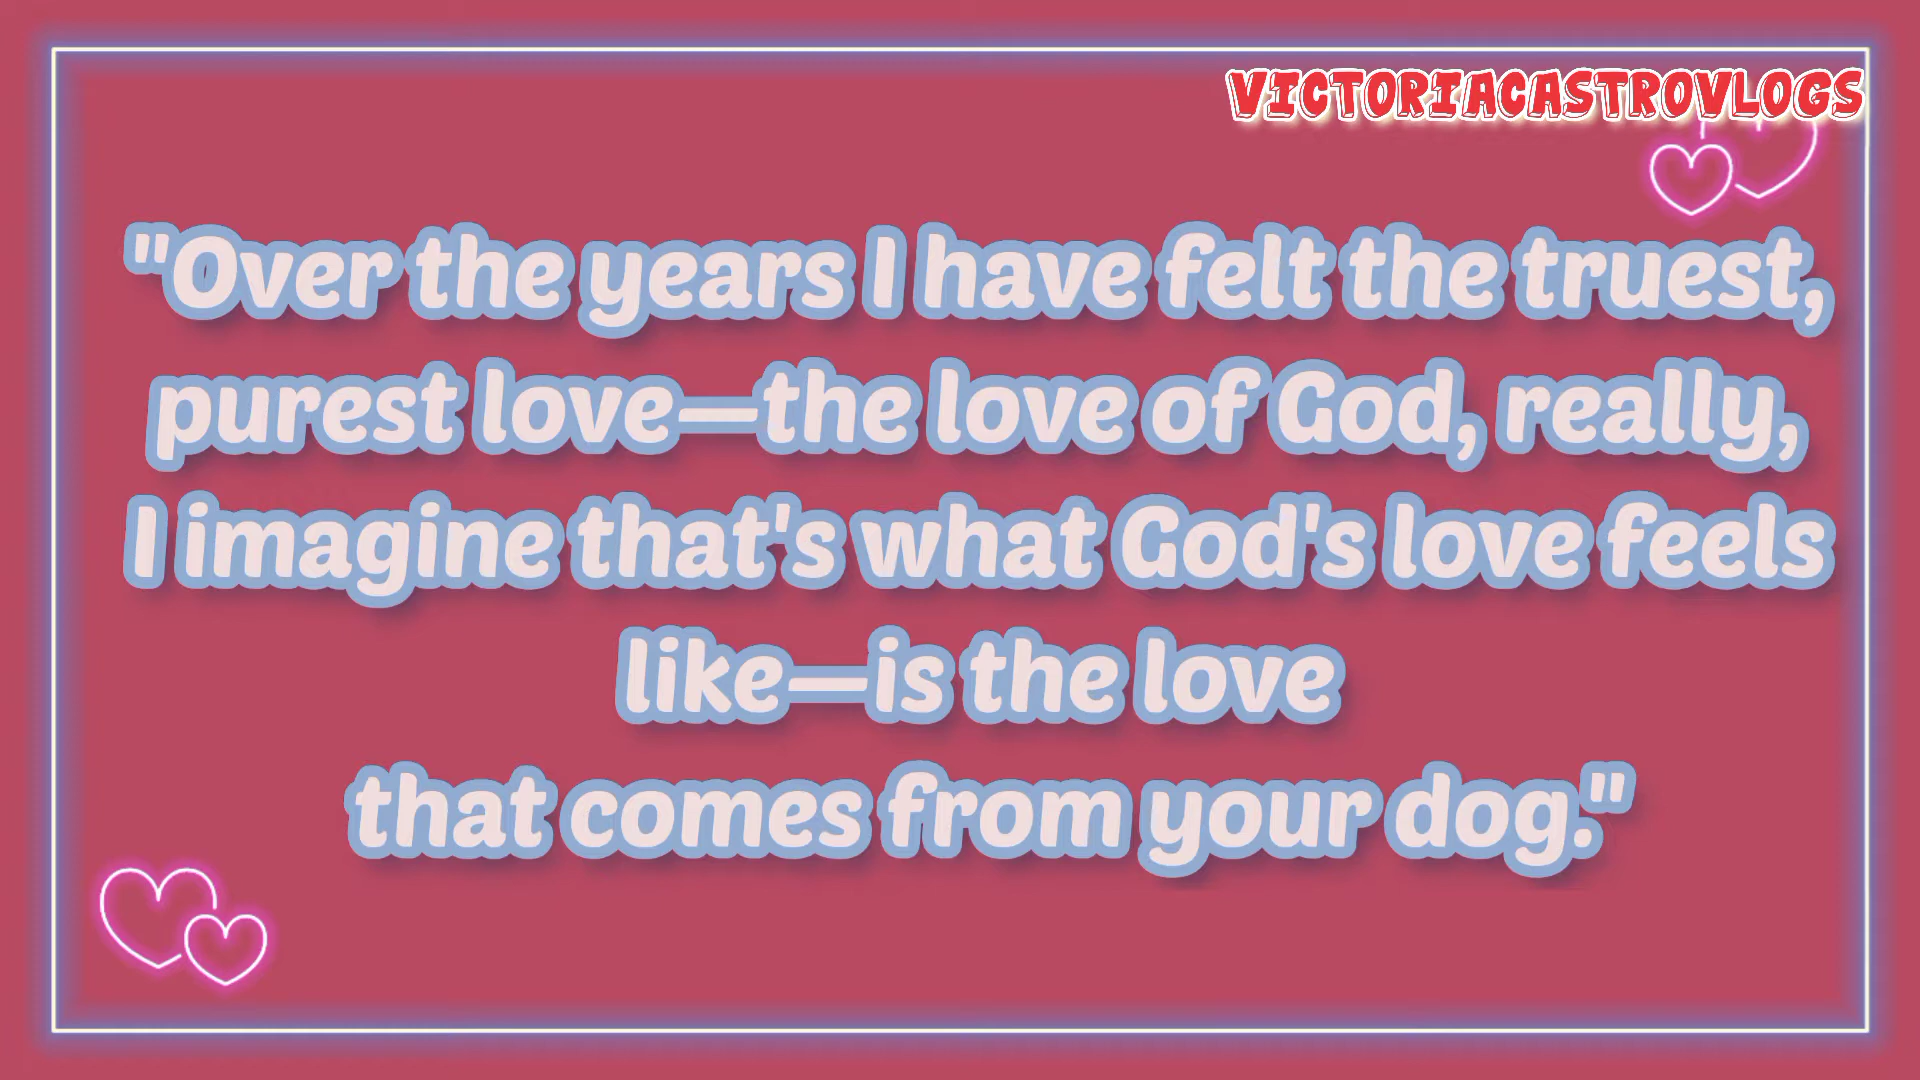 VICTORIACASTROVLOGS
"Over the years I have felt the truest,
purest love—the love of God, really,
I imagine that's what God's love feels
like—is the love
that comes from your dog."